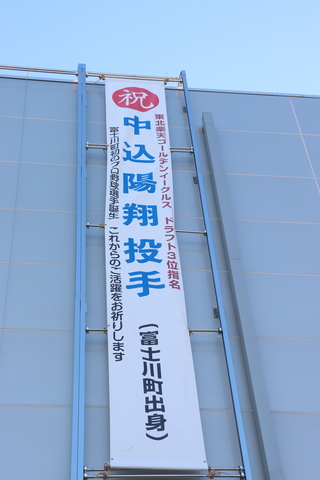 祝
東北楽天ゴールデンイーグルス ドラフト3位指名
中込陽翔投手
(富士川町出身)
富士川町初のプロ野球選手誕生! これからのご活躍をお祈りします